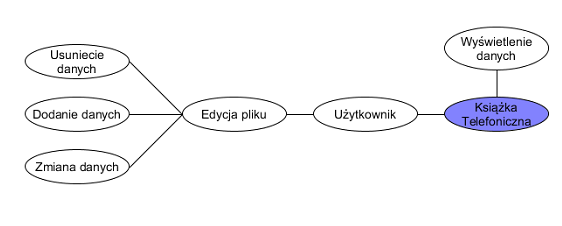 Usuniecie
danych
Dodanie danych
Zmiana danych
Edycja pliku
Użytkownik
Wyświetlenie
danych
Książka
Telefoniczna